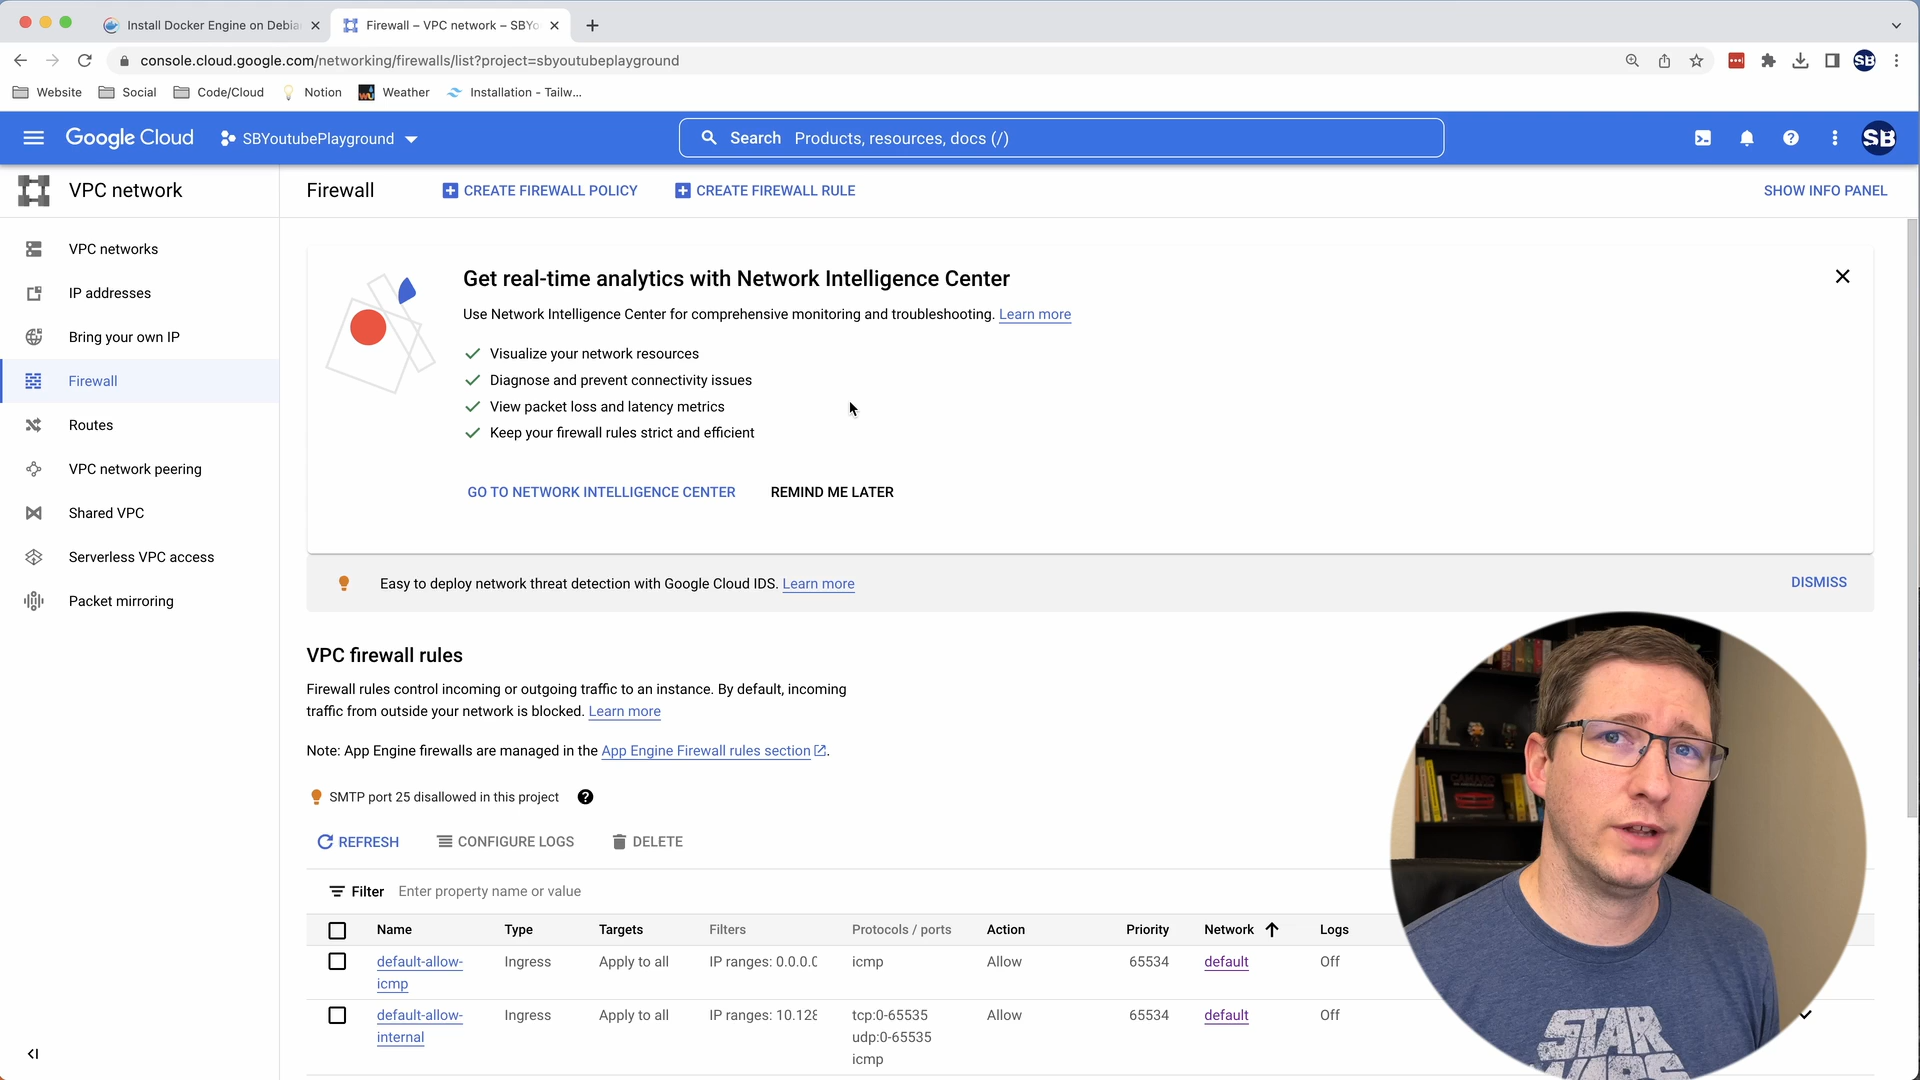 Install Docker Engine on Debia
Firewall – VPC network – SBYo
console.cloud.google.com/networking/firewalls/list?project=sbyoutubeplayground
SB
Website
Social
Code/Cloud
Notion
Weather
Installation - Tailw...
Google Cloud
SBYoutubePlayground
Search Products, resources, docs (/)
SB
VPC network
Firewall
CREATE FIREWALL POLICY
CREATE FIREWALL RULE
SHOW INFO PANEL
VPC networks
IP addresses
Bring your own IP
Firewall
Routes
VPC network peering
Shared VPC
Serverless VPC access
Packet mirroring
Get real-time analytics with Network Intelligence Center
Use Network Intelligence Center for comprehensive monitoring and troubleshooting. Learn more
Visualize your network resources
Diagnose and prevent connectivity issues
View packet loss and latency metrics
Keep your firewall rules strict and efficient
GO TO NETWORK INTELLIGENCE CENTER
REMIND ME LATER
Easy to deploy network threat detection with Google Cloud IDS. Learn more
DISMISS
VPC firewall rules
Firewall rules control incoming or outgoing traffic to an instance. By default, incoming
traffic from outside your network is blocked. Learn more
Note: App Engine firewalls are managed in the App Engine Firewall rules section.
SMTP port 25 disallowed in this project
REFRESH
CONFIGURE LOGS
DELETE
Filter Enter property name or value
Name Type Targets Filters Protocols / ports Action Priority Network Logs
default-allow-
icmp
Ingress Apply to all IP ranges: 0.0.0.0 icmp Allow 65534 default Off
default-allow-
internal
Ingress Apply to all IP ranges: 10.128 tcp:0-65535
udp:0-65535
icmp
Allow 65534 default Off
CAMARO
STAR
WARS